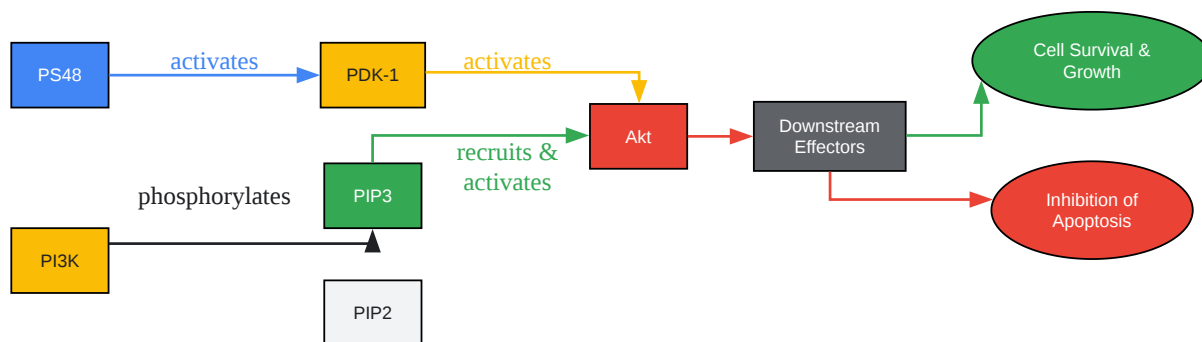 PS48
activates
PDK-1
activates
Cell Survival &
Growth
Akt
Downstream
Effectors
recruits &
activates
phosphorylates
PIP3
Inhibition of
Apoptosis
PI3K
PIP2